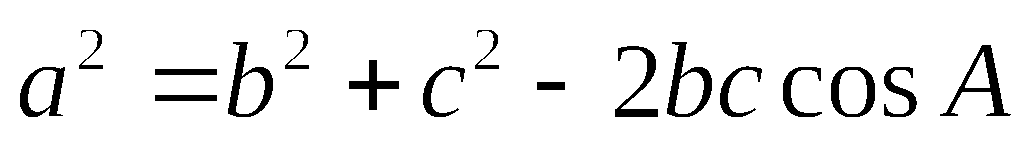 a² = b² + c² - 2bc cos A